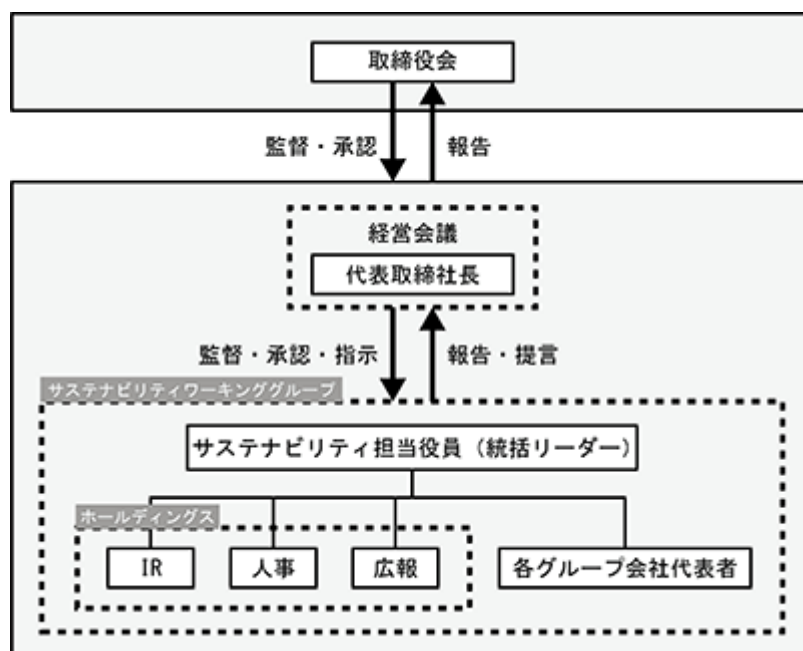 取締役会
監督・承認
報告
経営会議
代表取締社長
監督・承認・指示
報告・提言
サステナビリティワーキンググループ
サステナビリティ担当役員（統括リーダー）
ホールディングス
IR
人事
広報
各グループ会社代表者